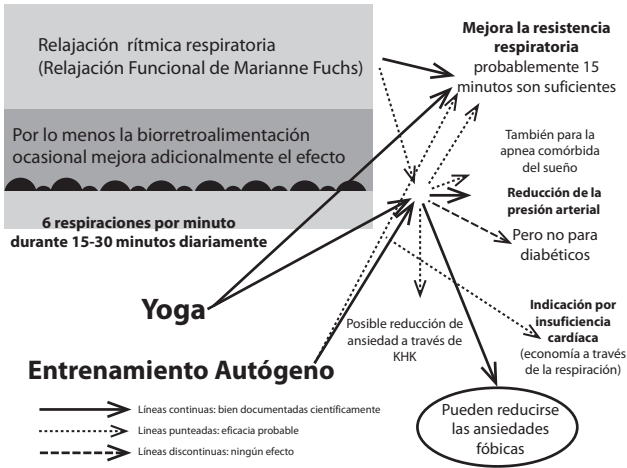 Relajación rítmica respiratoria
(Relajación Funcional de Marianne Fuchs)
Por lo menos la biorretroalimentación
ocasional mejora adicionalmente el efecto
6 respiraciones por minuto
durante 15-30 minutos diariamente
Yoga
Entrenamiento Autógeno
Mejora la resistencia
respiratoria
probablemente 15
minutos son suficientes
También para la
apnea comórbida
del sueño
Reducción de la
presión arterial
Pero no para
diabéticos
Indicación por
insuficiencia
cardíaca
(economía a través
de la respiración)
Posible reducción de
ansiedad a través de
KHK
Pueden reducirse
las ansiedades
fóbicas
Líneas continuas: bien documentadas científicamente
Líneas punteadas: eficacia probable
Líneas discontinuas: ningún efecto